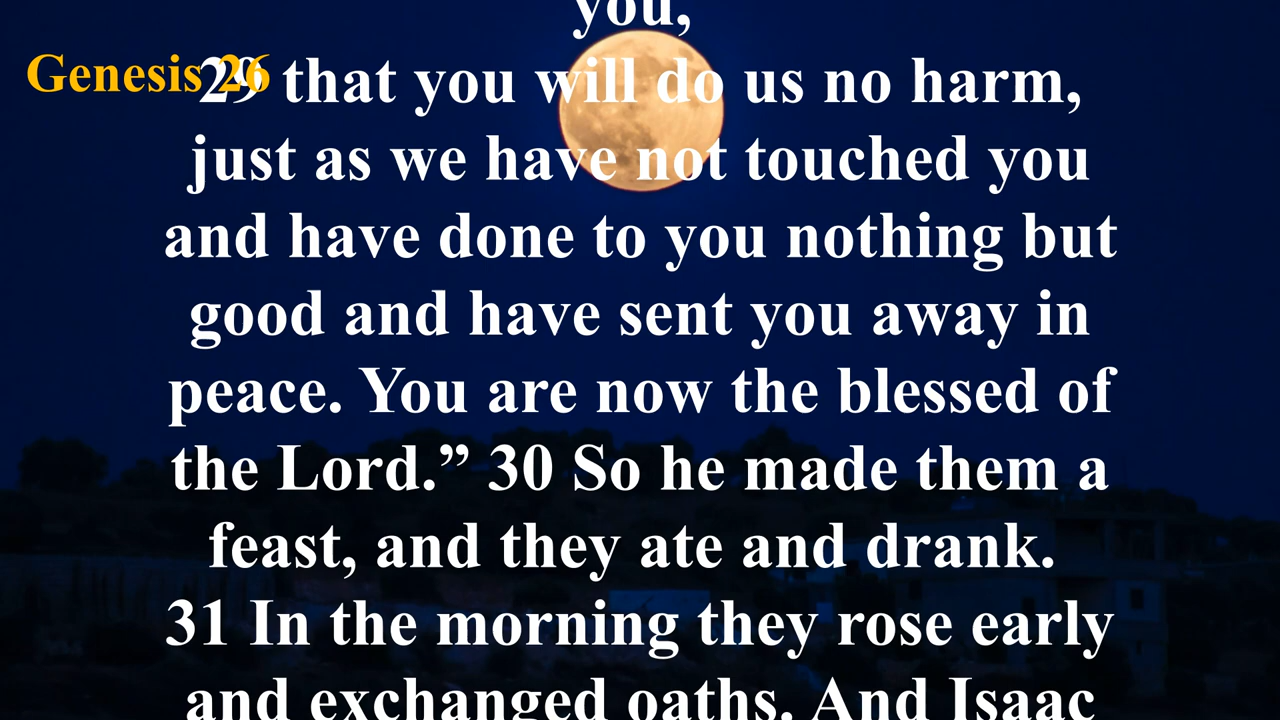 you,
Genesis 26
29 that you will do us no harm,
just as we have not touched you
and have done to you nothing but
good and have sent you away in
peace. You are now the blessed of
the Lord.” 30 So he made them a
feast, and they ate and drank.
31 In the morning they rose early
and exchanged oaths. And Isaac